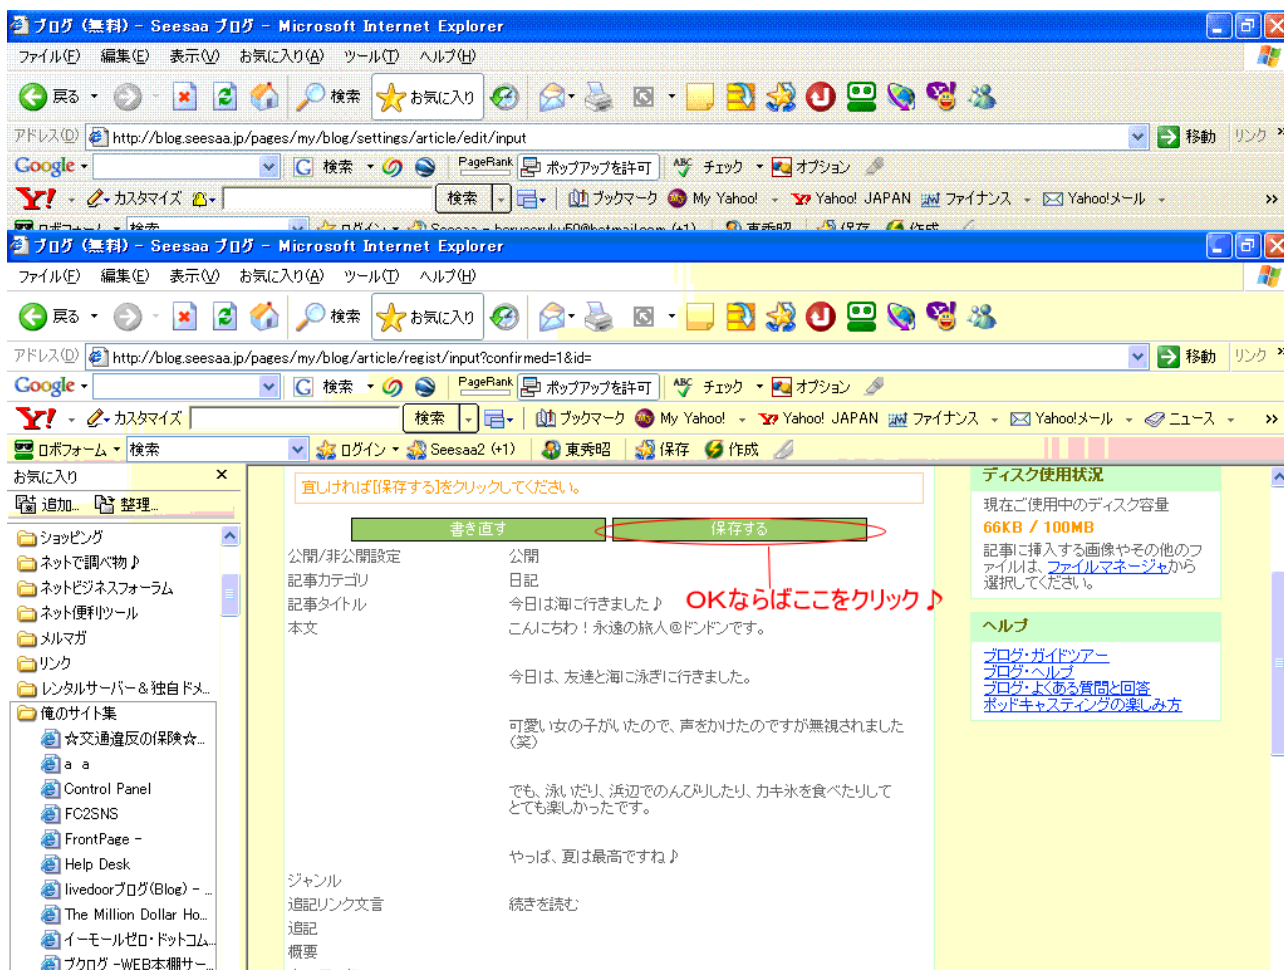 ブログ (無料) - Seesaa ブログ - Microsoft Internet Explorer
ファイル(F) 編集(E) 表示(V) お気に入り(A) ツール(T) ヘルプ(H)
戻る 検索 お気に入り
アドレス(D) http://blog.seesaa.jp/pages/my/blog/settings/article/edit/input 移動 リンク »
Google G 検索 PageRank ポップアップを許可 ABC チェック オプション
Y! カスタマイズ 検索 ブックマーク My Yahoo! Yahoo! JAPAN ファイナンス Yahoo!メール »
ロボフォーム 検索 ログイン 東秀昭 保存 作成
ブログ (無料) - Seesaa ブログ - Microsoft Internet Explorer
ファイル(F) 編集(E) 表示(V) お気に入り(A) ツール(T) ヘルプ(H)
戻る 検索 お気に入り
アドレス(D) http://blog.seesaa.jp/pages/my/blog/article/regist/input?confirmed=1&id= 移動 リンク »
Google G 検索 PageRank ポップアップを許可 ABC チェック オプション
Y! カスタマイズ 検索 ブックマーク My Yahoo! Yahoo! JAPAN ファイナンス Yahoo!メール ニュース »
ロボフォーム 検索 ログイン Seesaa2 (+1) 東秀昭 保存 作成
お気に入り ×
追加... 整理...
ショッピング
ネットで調べ物♪
ネットビジネスフォーラム
ネット便利ツール
メルマガ
リンク
レンタルサーバー&独自ドメ...
俺のサイト集
☆交通違反の保険☆...
a a
Control Panel
FC2SNS
FrontPage -
Help Desk
livedoorブログ(Blog) - ...
The Million Dollar Ho...
イーモールゼロ・ドットコム...
ブクログ -WEB本棚サー...
宜しければ[保存する]をクリックしてください。
書き直す 保存する
公開/非公開設定 公開
記事カテゴリ 日記
記事タイトル 今日は海に行きました♪
OKならばここをクリック♪
本文 こんにちわ!永遠の旅人@ドンドンです。
今日は、友達と海に泳ぎに行きました。
可愛い女の子がいたので、声をかけたのですが無視されました
(笑)
でも、泳いだり、浜辺でのんびりしたり、カキ氷を食べたりして
とても楽しかったです。
やっぱ、夏は最高ですね♪
ジャンル
追記リンク文言 続きを読む
追記
概要
ディスク使用状況
現在ご使用中のディスク容量
66KB / 100MB
記事に挿入する画像やその他のフ
ァイルは、ファイルマネージャから
選択してください。
ヘルプ
ブログ・ガイドツアー
ブログ・ヘルプ
ブログ・よくある質問と回答
ポッドキャスティングの楽しみ方